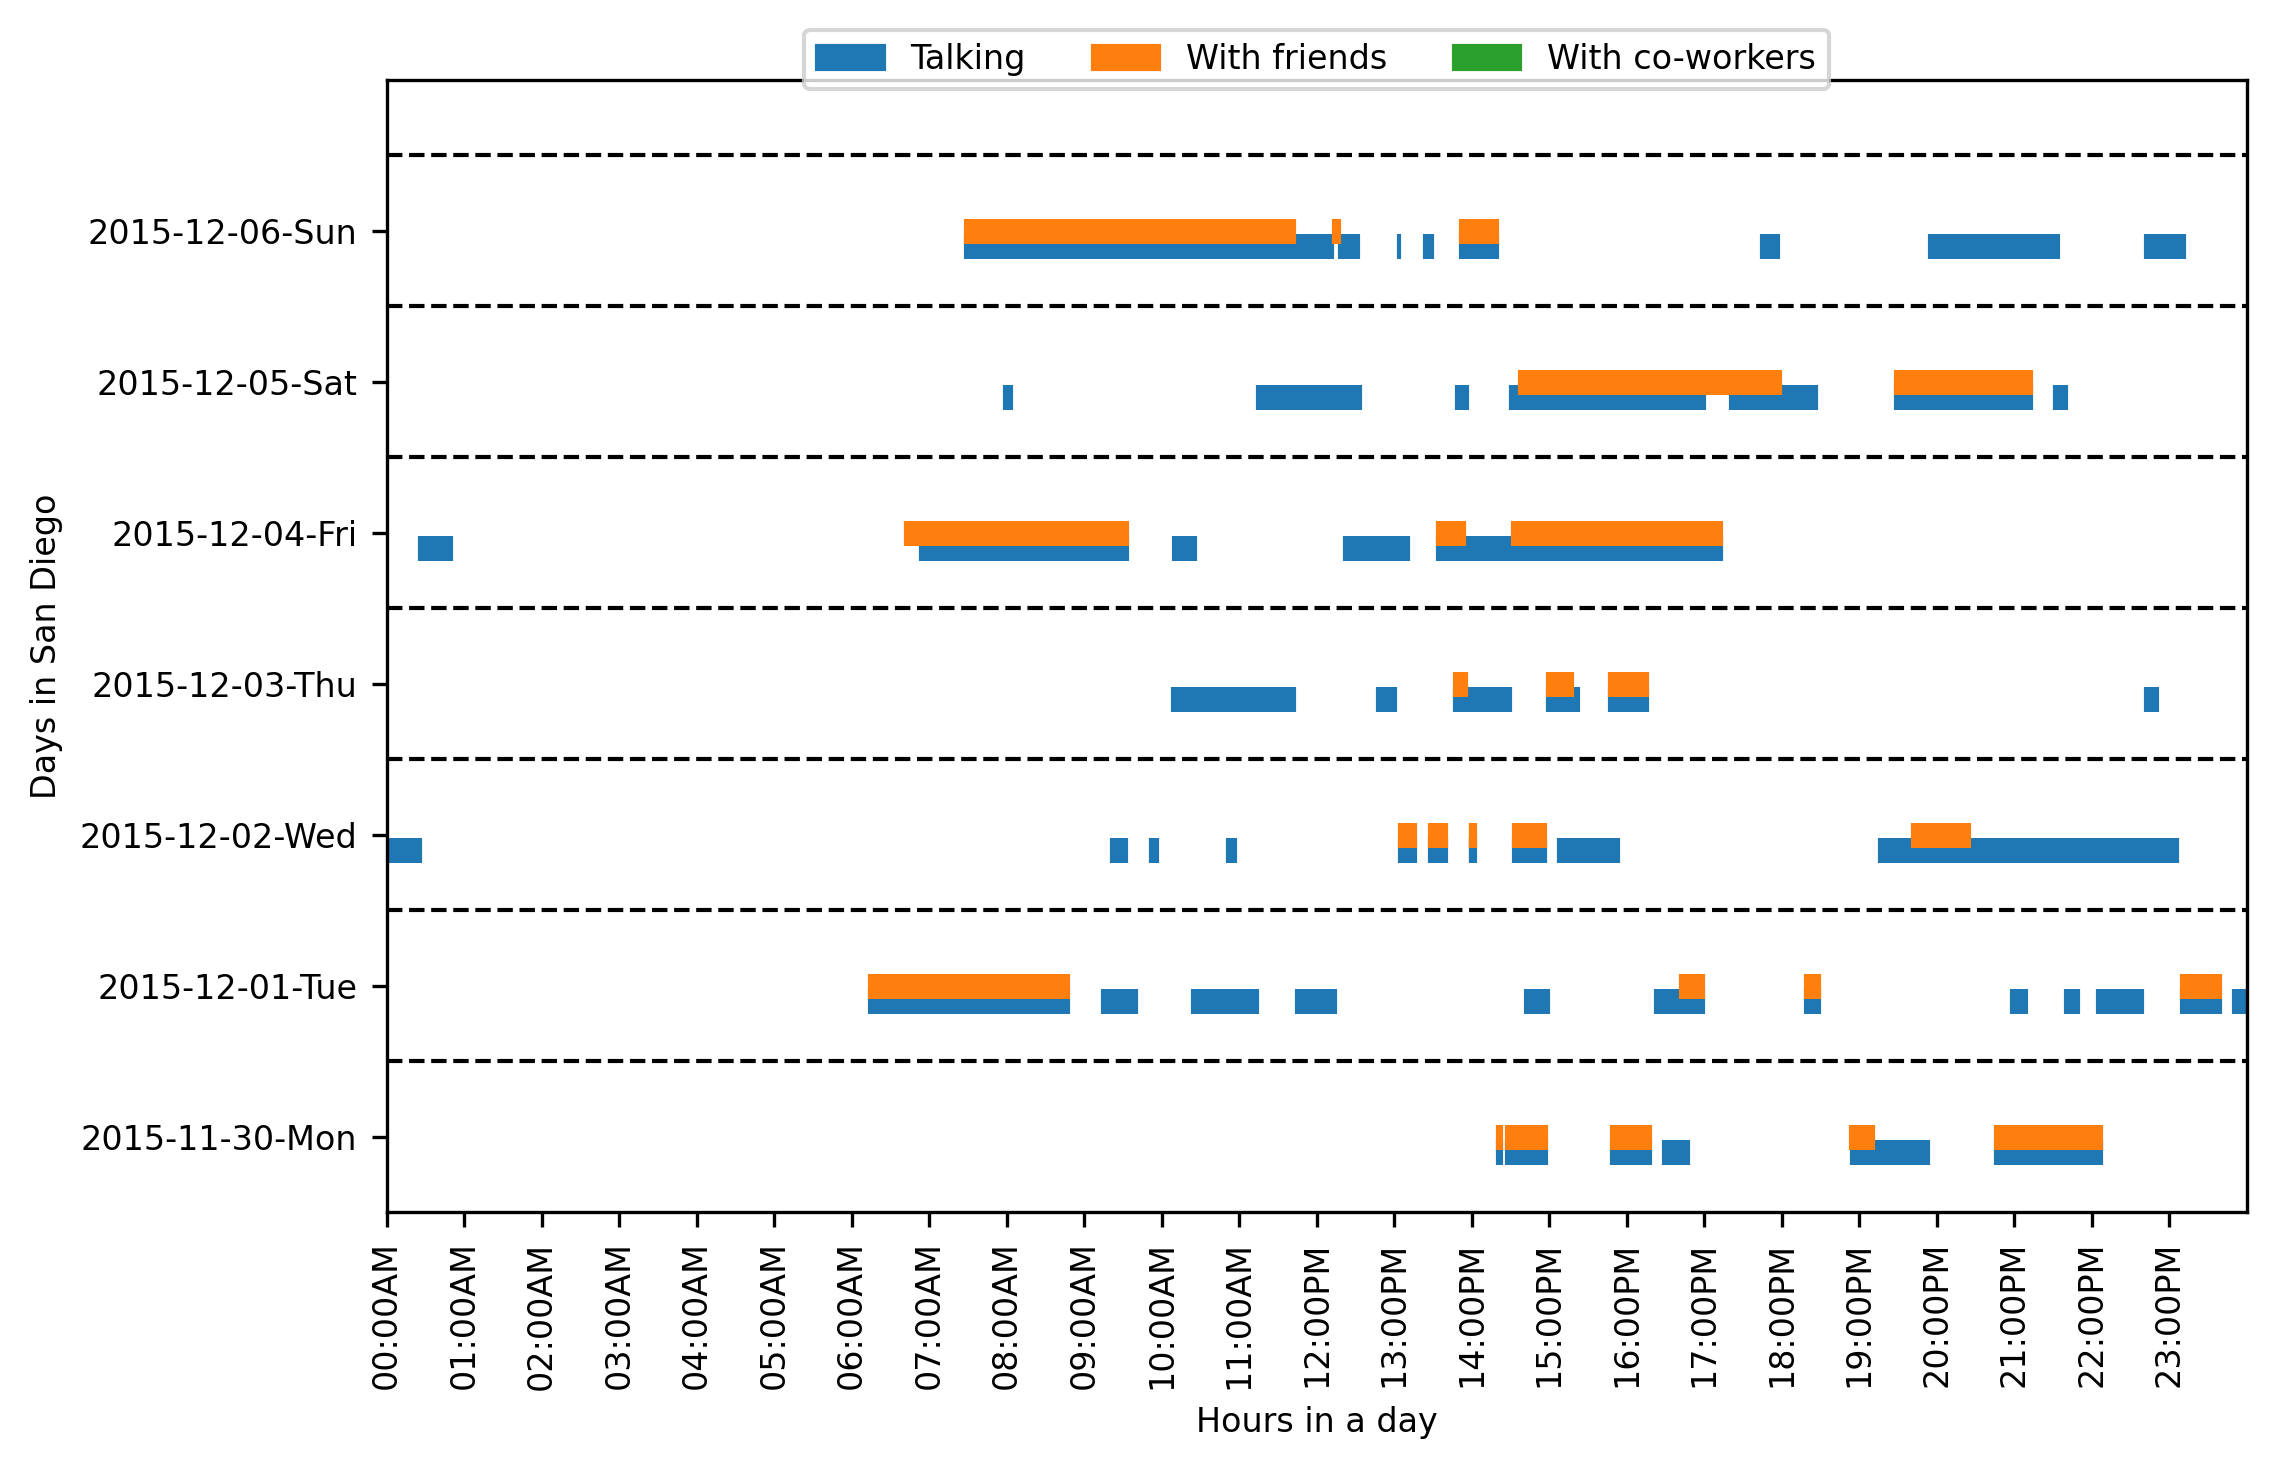 Talking With friends With co-workers
2015-12-06-Sun
2015-12-05-Sat
2015-12-04-Fri
2015-12-03-Thu
2015-12-02-Wed
2015-12-01-Tue
2015-11-30-Mon
Days in San Diego
00:00AM
01:00AM
02:00AM
03:00AM
04:00AM
05:00AM
06:00AM
07:00AM
08:00AM
09:00AM
10:00AM
11:00AM
12:00PM
13:00PM
14:00PM
15:00PM
16:00PM
17:00PM
18:00PM
19:00PM
20:00PM
21:00PM
22:00PM
23:00PM
Hours in a day